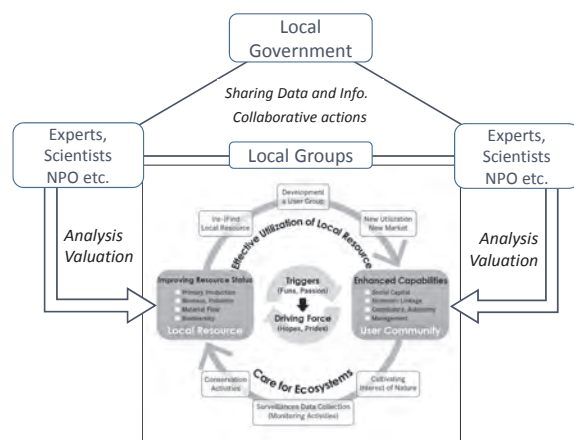 Local
Government
Sharing Data and Info.
Collaborative actions
Experts,
Scientists
NPO etc.
Local Groups
Experts,
Scientists
NPO etc.
Analysis
Valuation
Analysis
Valuation
Development
a User Group
(re-)Find
Local Resource
New Utilization
New Market
Effective Utilization of Local Resource
Improving Resource Status
Primary Production
Biomass, Potential
Material Flow
Biodiversity
Local Resource
Triggers
(Funs, Passion)
Driving Force
(Hopes, Prides)
Enhanced Capabilities
Social Capital
Economic Linkage
Governance, Autonomy
Management
User Community
Care for Ecosystems
Conservation
Activities
Cultivating
Interest of Nature
Surveillances Data Collection
(Monitoring Activities)